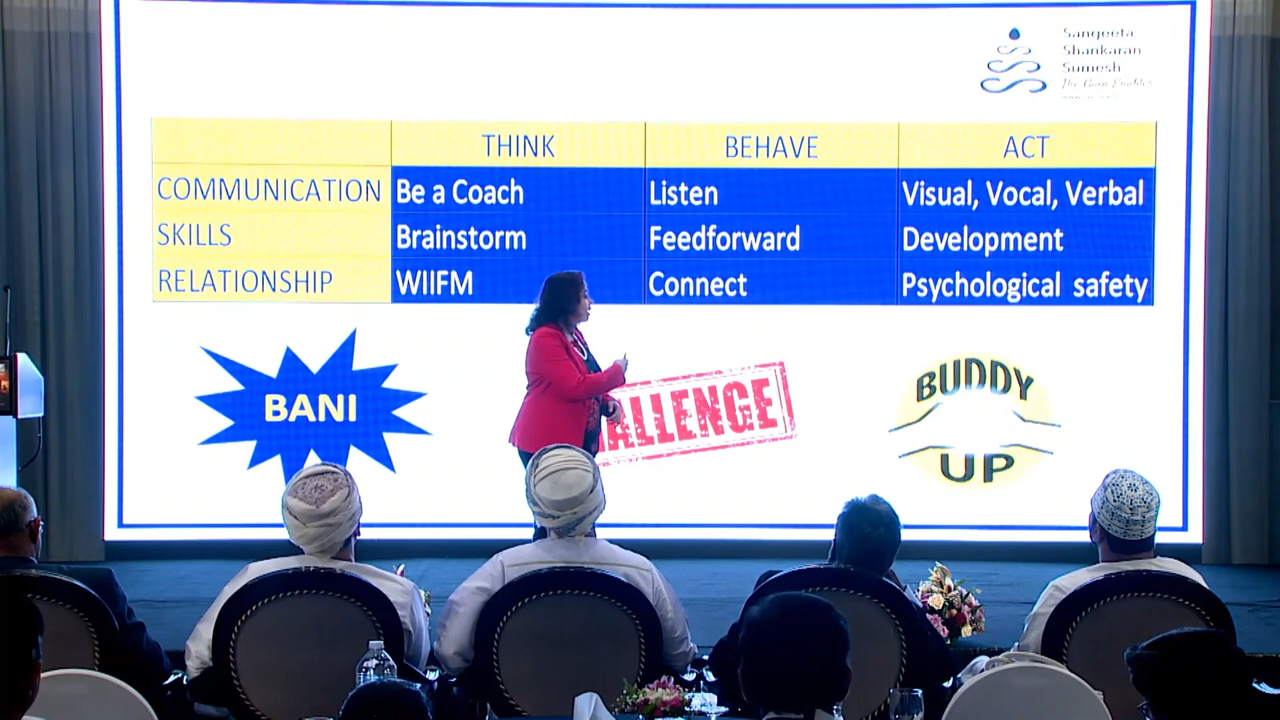 Sangeeta
Shankaran
Sumesh
THINK BEHAVE ACT
COMMUNICATION Be a Coach Listen Visual, Vocal, Verbal
SKILLS Brainstorm Feedforward Development
RELATIONSHIP WIIFM Connect Psychological safety
BANI
ALLENGE
BUDDY
UP